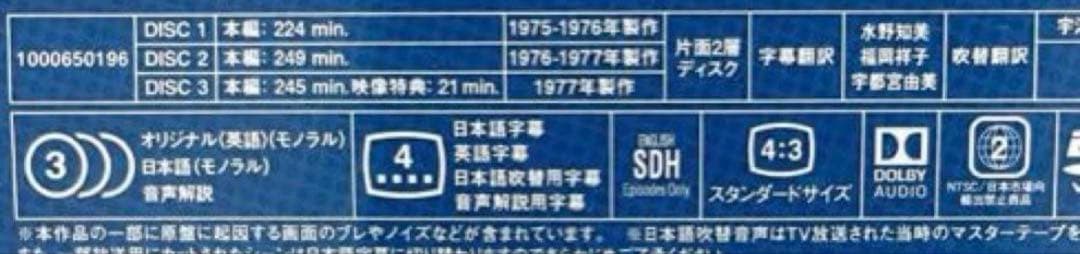 1000650196
DISC 1 本編: 224 min. 1975-1976年製作
DISC 2 本編: 249 min. 1976-1977年製作
DISC 3 本編: 245 min. 映像特典: 21 min. 1977年製作
片面2層
ディスク
字幕翻訳
水野知美
福岡祥子
宇都宮由美
吹替翻訳
3
オリジナル(英語)(モノラル)
日本語(モノラル)
音声解説
4
日本語字幕
英語字幕
日本語吹替用字幕
音声解説用字幕
ENGLISH
SDH
Episodes Only
4:3
スタンダードサイズ
DOLBY
AUDIO
2
NTSC/日本市場向
輸出禁止商品
※本作品の一部に原盤に起因する画面のブレやノイズなどが含まれています。 ※日本語吹替音声はTV放送された当時のマスターテープを